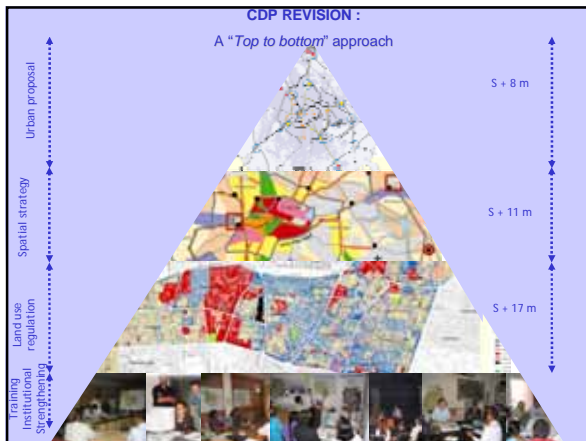 CDP REVISION :
A “Top to bottom” approach
Urban proposal
S + 8 m
Spatial strategy
S + 11 m
Land use
regulation
S + 17 m
Training
Institutional
Strengthening